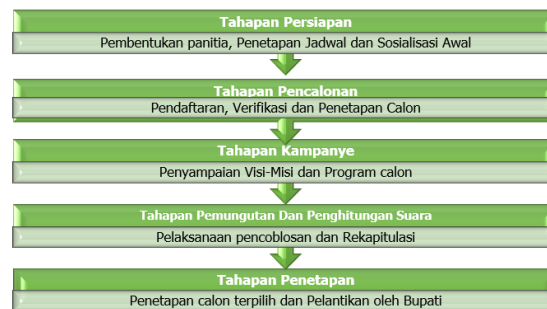 Tahapan Persiapan
Pembentukan panitia, Penetapan Jadwal dan Sosialisasi Awal
Tahapan Pencalonan
Pendaftaran, Verifikasi dan Penetapan Calon
Tahapan Kampanye
Penyampaian Visi-Misi dan Program calon
Tahapan Pemungutan Dan Penghitungan Suara
Pelaksanaan pencoblosan dan Rekapitulasi
Tahapan Penetapan
Penetapan calon terpilih dan Pelantikan oleh Bupati